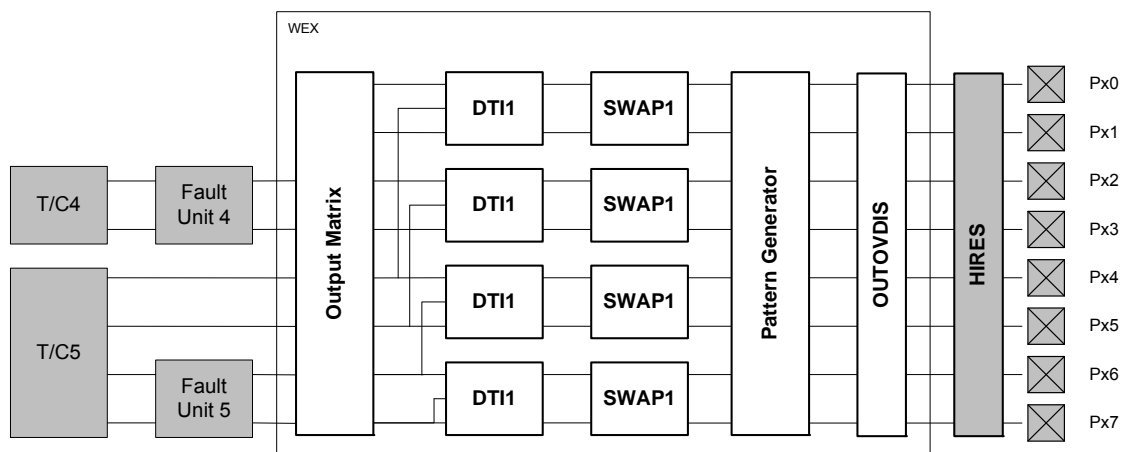 WEX
Output Matrix
DTI1
SWAP1
Pattern Generator
OUTOVDIS
HIRES
Px0
Px1
T/C4
Fault
Unit 4
DTI1
SWAP1
Px2
Px3
T/C5
DTI1
SWAP1
Px4
Px5
Fault
Unit 5
DTI1
SWAP1
Px6
Px7